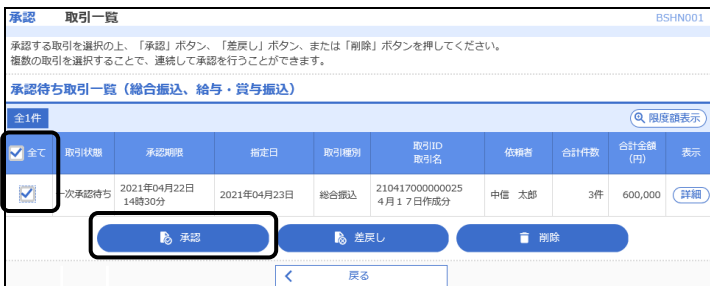 承認 取引一覧 BSHN001
承認する取引を選択の上、「承認」ボタン、「差戻し」ボタン、または「削除」ボタンを押してください。
複数の取引を選択することで、連続して承認を行うことができます。
承認待ち取引一覧（総合振込、給与・賞与振込）
全1件 限度額表示
全て 取引状態 承認期限 指定日 取引種別 取引ID 依頼者 合計件数 合計金額 表示
取引名 (円)
一次承認待ち 2021年04月22日 2021年04月23日 総合振込 210417000000025 中信 太郎 3件 600,000 詳細
14時30分 4月17日作成分
承認 差戻し 削除
戻る